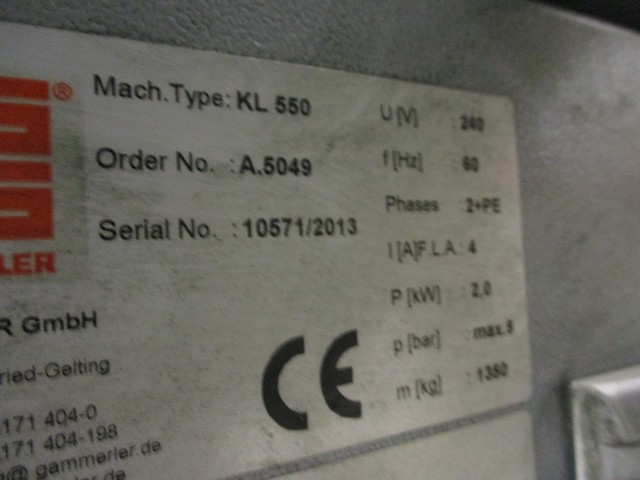 ®
Mach.Type: KL 550
Order No. : A.5049
Serial No. : 10571/2013
U [V] : 240
f [Hz] : 60
Phases : 2+PE
I [A]F.L.A. : 4
P [kW] : 2,0
p [bar] : max.8
m [kg] : 1350
LER
R GmbH
ried-Gelting
171 404-0
171 404-198
@ gammerler.de
ler.de
CE